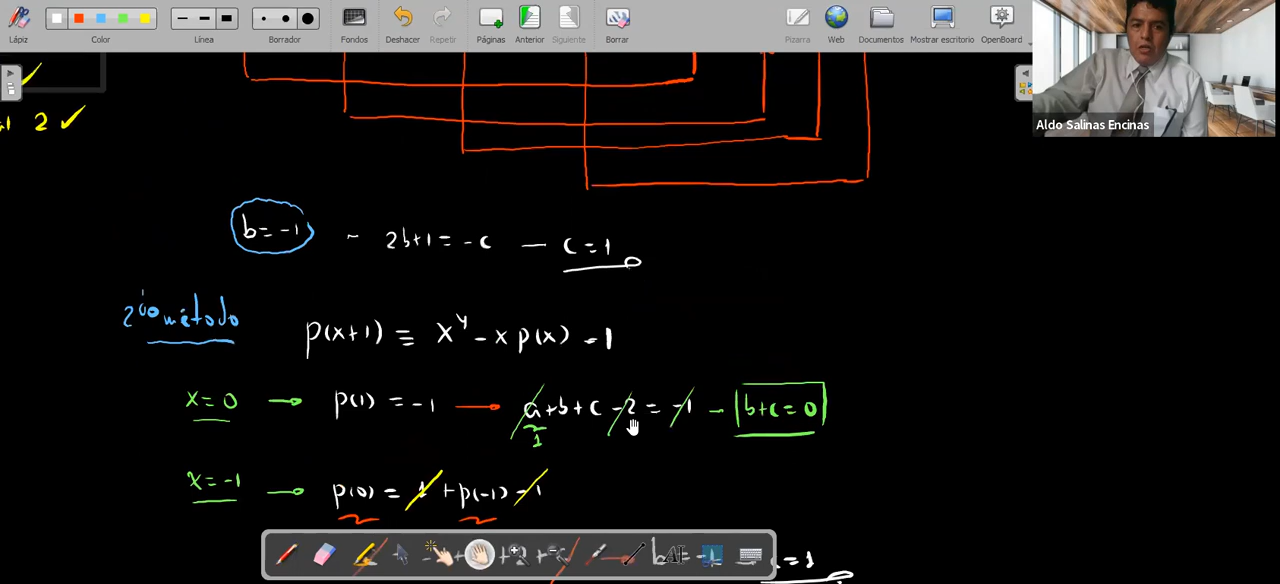 Lápiz Color Línea Borrador Fondos Deshacer Repetir Páginas Anterior Siguiente Borrar Pizarra Web Documentos Mostrar escritorio OpenBoard
Aldo Salinas Encinas
2 ✓
b = -1 - 2b+1 = -c - c = 1
2do método
p(x+1) ≡ x⁴ - x p(x) - 1
x=0 → p(1) = -1 → a+b+c-2 = -1 - b+c=0
1
x=-1 → p(0) = 1 + p(-1) - 1